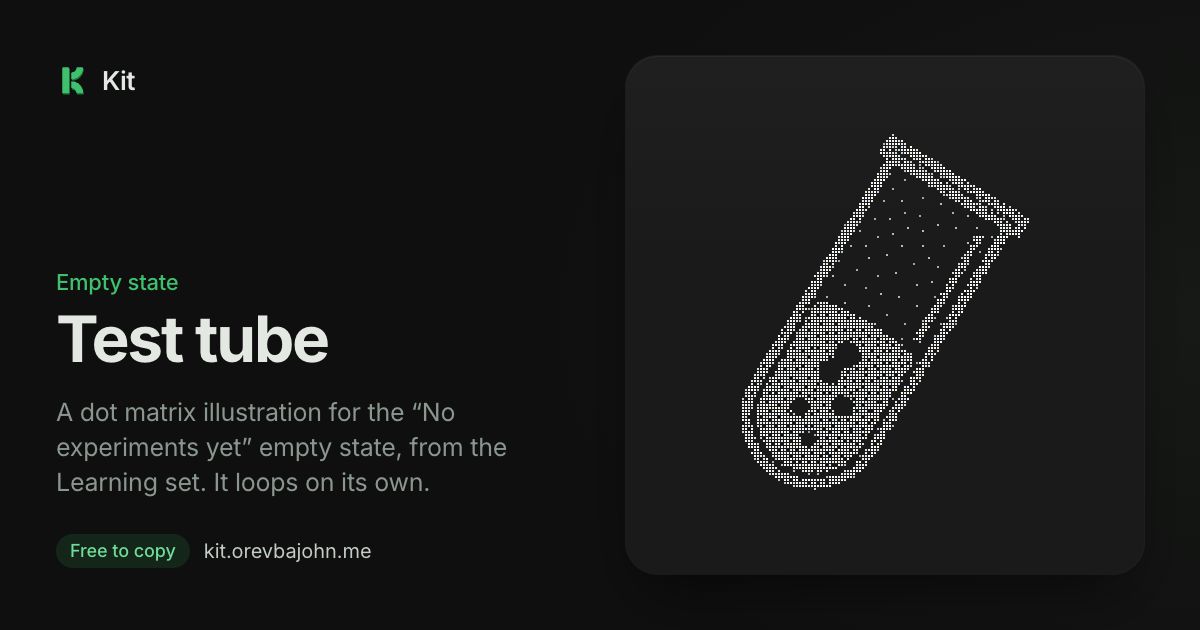 Kit
Empty state
Test tube
A dot matrix illustration for the “No
experiments yet” empty state, from the
Learning set. It loops on its own.
Free to copy
kit.orevbajohn.me